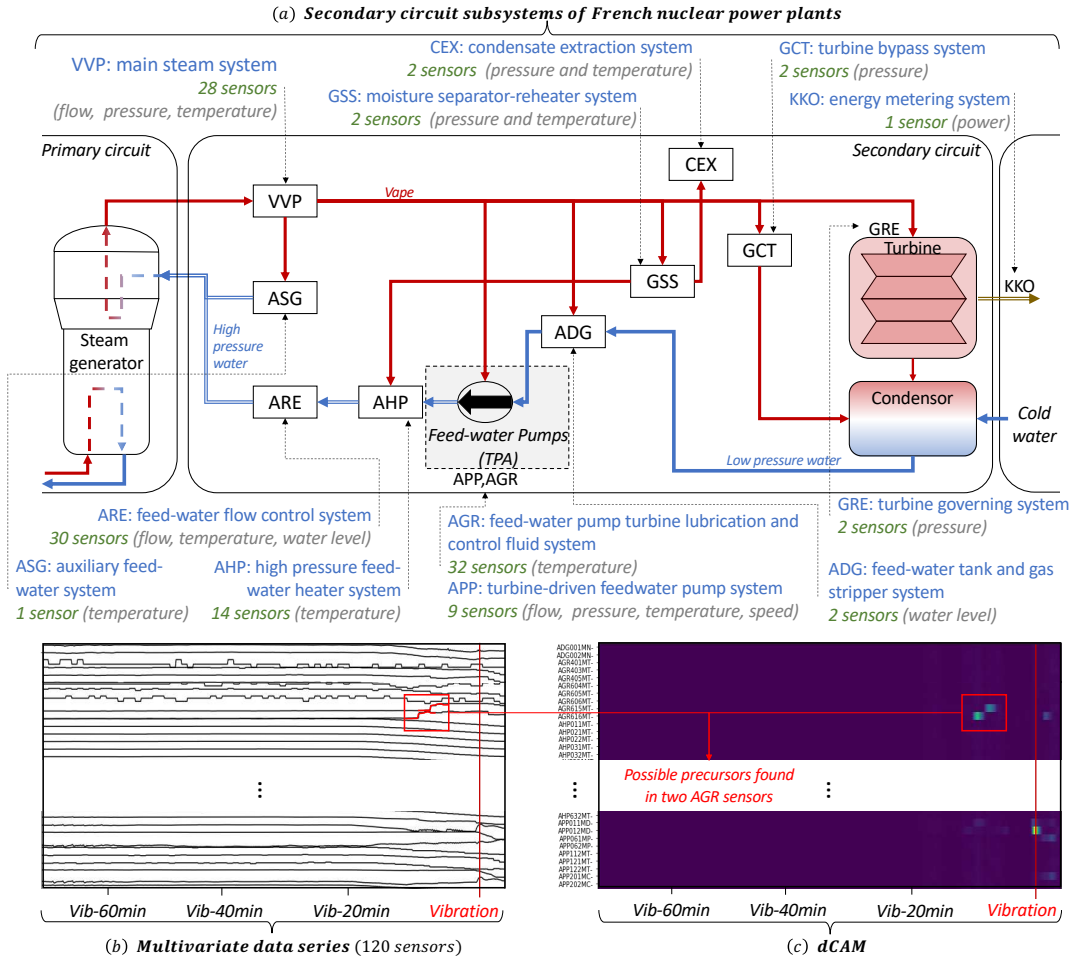 (a) Secondary circuit subsystems of French nuclear power plants
CEX: condensate extraction system
2 sensors (pressure and temperature)
GCT: turbine bypass system
2 sensors (pressure)
VVP: main steam system
28 sensors
(flow, pressure, temperature)
GSS: moisture separator-reheater system
2 sensors (pressure and temperature)
KKO: energy metering system
1 sensor (power)
Primary circuit
Secondary circuit
CEX
VVP
Vape
GRE
Turbine
GCT
GSS
KKO
ASG
High
pressure
water
Steam
generator
ADG
ARE
AHP
Condensor
Cold
water
Feed-water Pumps
(TPA)
Low pressure water
APP,AGR
ARE: feed-water flow control system
30 sensors (flow, temperature, water level)
AGR: feed-water pump turbine lubrication and
control fluid system
32 sensors (temperature)
GRE: turbine governing system
2 sensors (pressure)
ASG: auxiliary feed-
water system
1 sensor (temperature)
AHP: high pressure feed-
water heater system
14 sensors (temperature)
APP: turbine-driven feedwater pump system
9 sensors (flow, pressure, temperature, speed)
ADG: feed-water tank and gas
stripper system
2 sensors (water level)
ADG001MN-
ADG002MN-
AGR401MT-
AGR403MT-
AGR405MT-
AGR604MT-
AGR605MT-
AGR606MT-
AGR615MT-
AGR616MT-
AHP011MT-
AHP021MT-
AHP022MT-
AHP031MT-
AHP032MT-
Possible precursors found
in two AGR sensors
⋮
⋮
⋮
AHP632MT-
APP011MD-
APP012MD-
APP061MP-
APP062MP-
APP112MT-
APP121MT-
APP122MT-
APP201MC-
APP202MC-
Vib-60min Vib-40min Vib-20min Vibration
Vib-60min Vib-40min Vib-20min Vibration
(b) Multivariate data series (120 sensors)
(c) dCAM